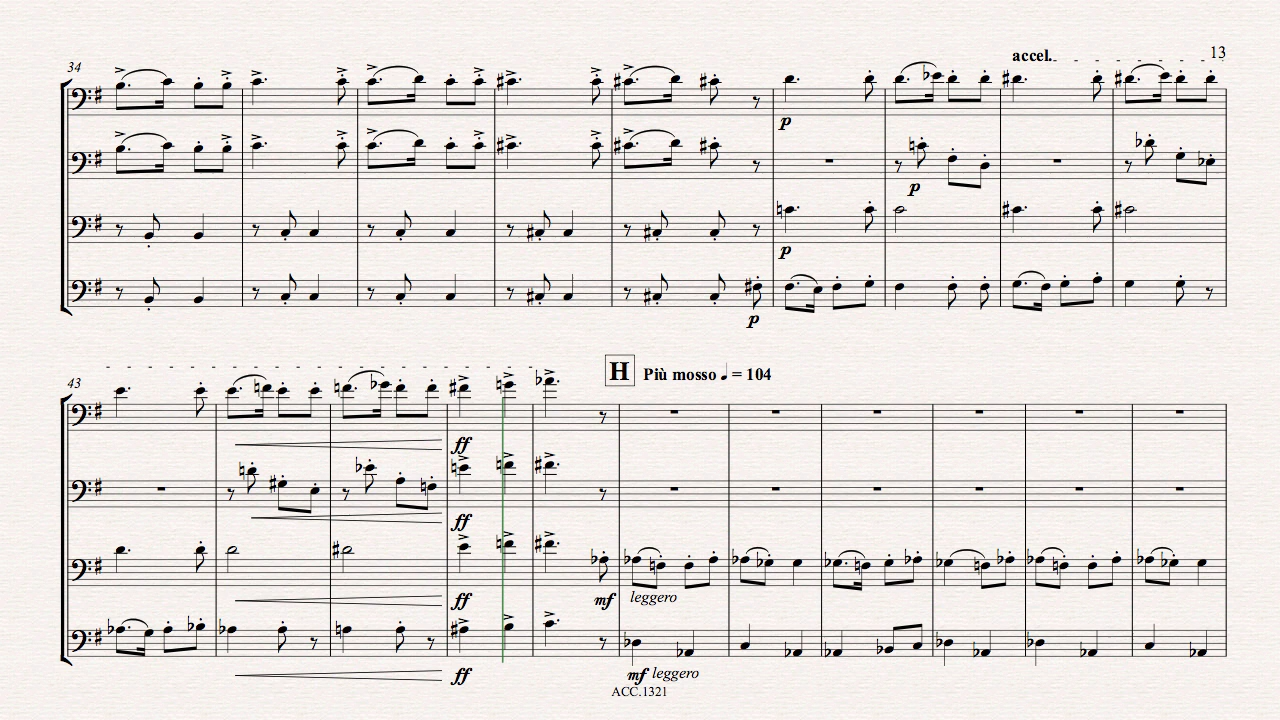 accel. 13
34
p
p
p
p
43
H Più mosso ♩ = 104
ff
ff
ff
mf leggero
ff
mf leggero
ACC.1321